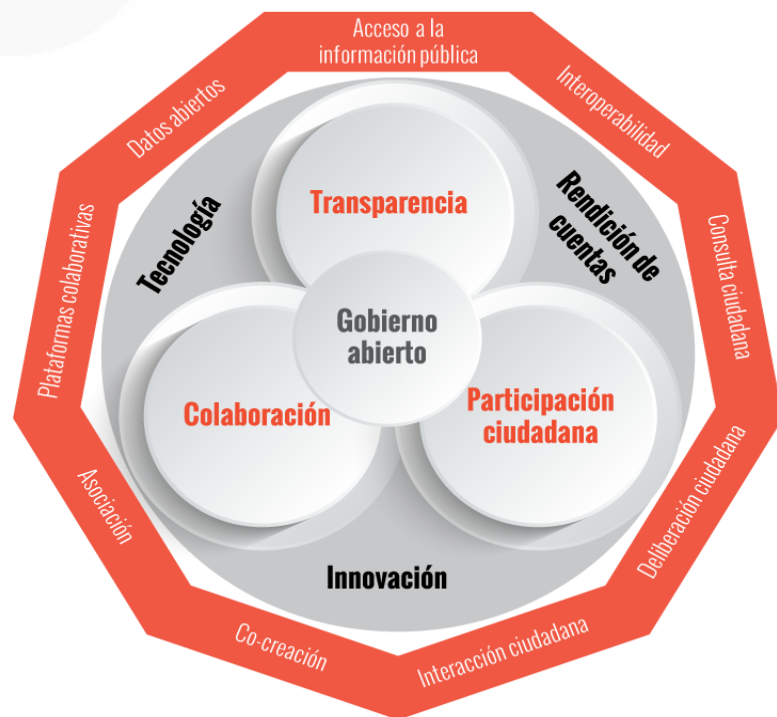 Acceso a la
información pública
Interoperabilidad
Consulta ciudadana
Deliberación ciudadana
Interacción ciudadana
Co-creación
Asociación
Plataformas colaborativas
Datos abiertos
Tecnología
Rendición de
cuentas
Innovación
Transparencia
Gobierno
abierto
Colaboración
Participación
ciudadana